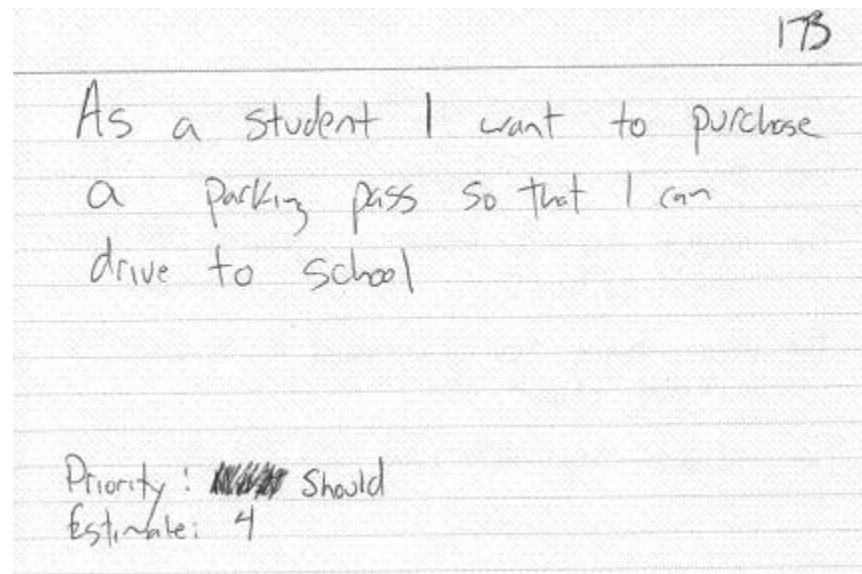 173
As a student I want to purchase
a parking pass so that I can
drive to school
Priority: Should
Estimate: 4